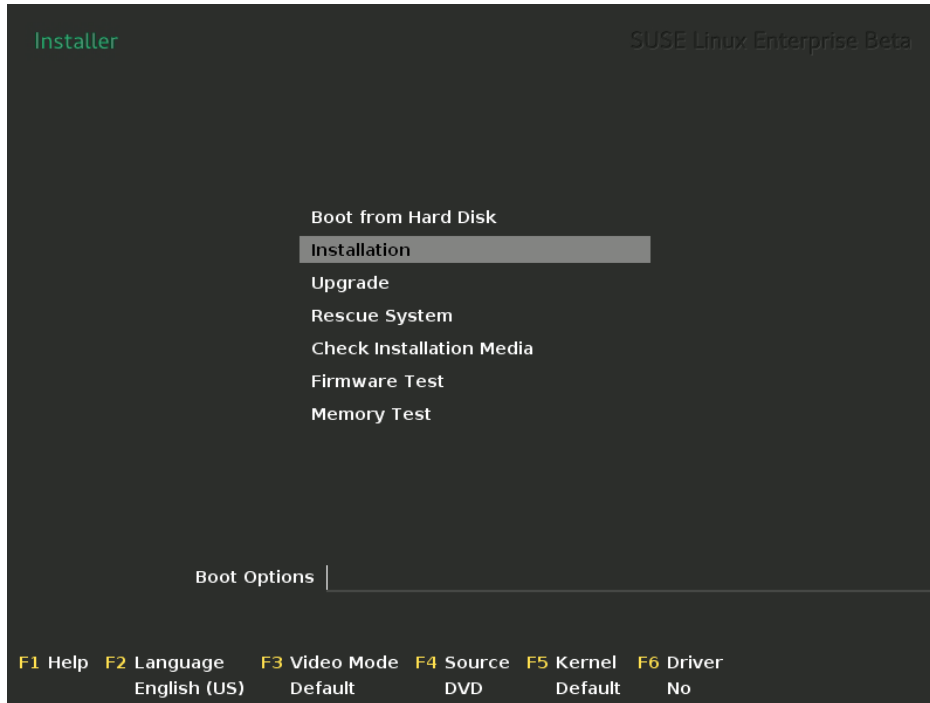 Installer
SUSE Linux Enterprise Beta
Boot from Hard Disk
Installation
Upgrade
Rescue System
Check Installation Media
Firmware Test
Memory Test
Boot Options
F1 Help F2 Language F3 Video Mode F4 Source F5 Kernel F6 Driver
English (US) Default DVD Default No